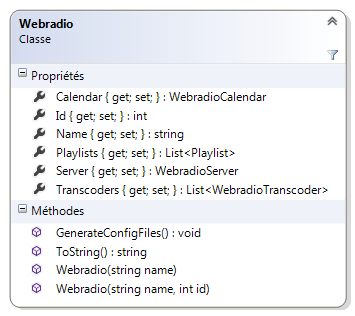 Webradio
Classe
Propriétés
Calendar { get; set; } : WebradioCalendar
Id { get; set; } : int
Name { get; set; } : string
Playlists { get; set; } : List<Playlist>
Server { get; set; } : WebradioServer
Transcoders { get; set; } : List<WebradioTranscoder>
Méthodes
GenerateConfigFiles() : void
ToString() : string
Webradio(string name)
Webradio(string name, int id)